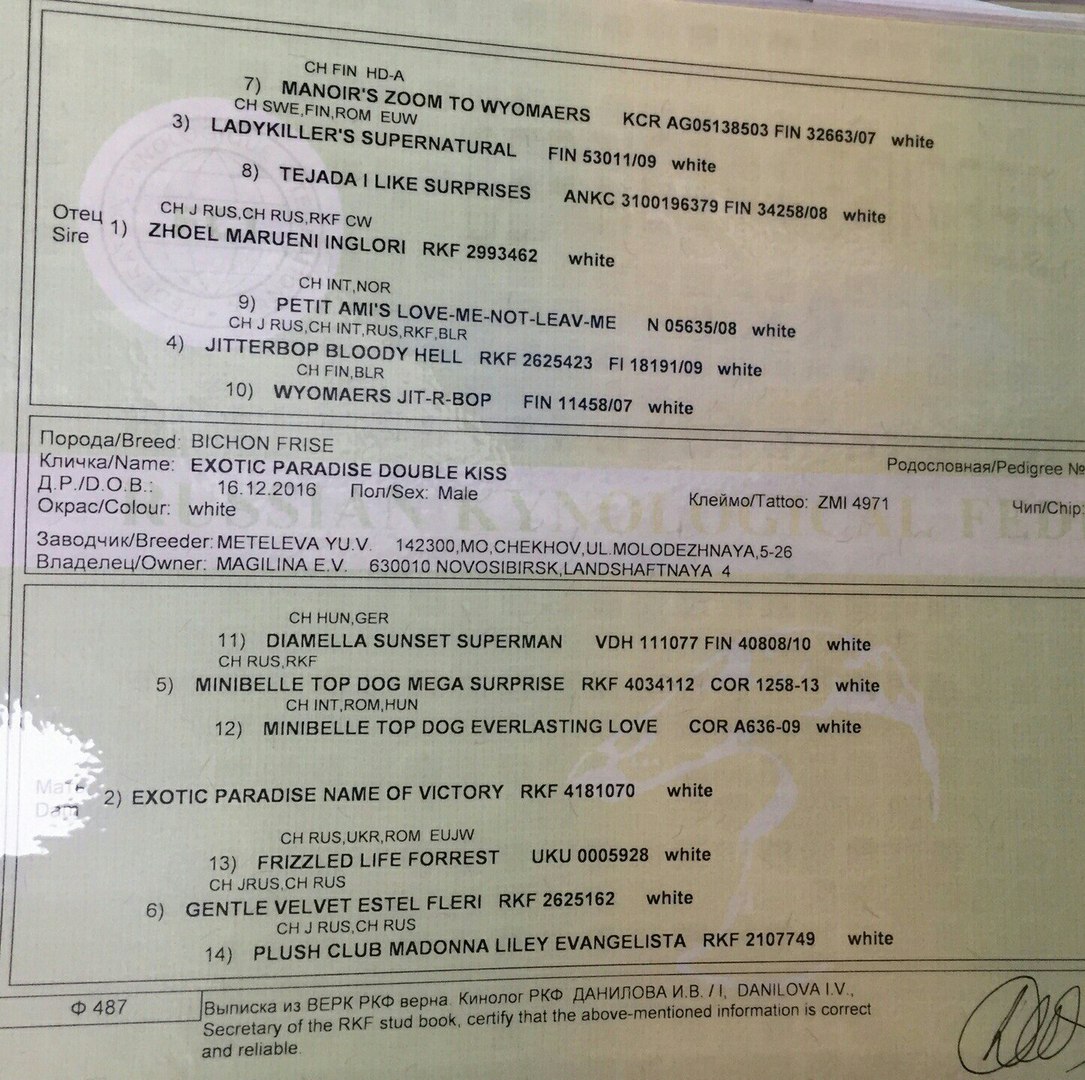 CH FIN HD-A
7) MANOIR'S ZOOM TO WYOMAERS KCR AG05138503 FIN 32663/07 white
CH SWE,FIN,ROM EUW
3) LADYKILLER'S SUPERNATURAL FIN 53011/09 white
8) TEJADA I LIKE SURPRISES ANKC 3100196379 FIN 34258/08 white
CH J RUS,CH RUS,RKF CW
Отец
Sire
1) ZHOEL MARUENI INGLORI RKF 2993462 white
CH INT,NOR
9) PETIT AMI'S LOVE-ME-NOT-LEAV-ME N 05635/08 white
CH J RUS,CH INT,RUS,RKF,BLR
4) JITTERBOP BLOODY HELL RKF 2625423 FI 18191/09 white
CH FIN,BLR
10) WYOMAERS JIT-R-BOP FIN 11458/07 white
Порода/Breed: BICHON FRISE
Кличка/Name: EXOTIC PARADISE DOUBLE KISS Родословная/Pedigree №
Д.Р./D.O.B.: 16.12.2016 Пол/Sex: Male Клеймо/Tattoo: ZMI 4971 Чип/Chip:
Окрас/Colour: white
RUSSIAN KYNOLOGICAL FED
Заводчик/Breeder: METELEVA YU.V. 142300,MO,CHEKHOV,UL.MOLODEZHNAYA,5-26
Владелец/Owner: MAGILINA E.V. 630010 NOVOSIBIRSK,LANDSHAFTNAYA 4
CH HUN,GER
11) DIAMELLA SUNSET SUPERMAN VDH 111077 FIN 40808/10 white
CH RUS,RKF
5) MINIBELLE TOP DOG MEGA SURPRISE RKF 4034112 COR 1258-13 white
CH INT,ROM,HUN
12) MINIBELLE TOP DOG EVERLASTING LOVE COR A636-09 white
Мать
Dam
2) EXOTIC PARADISE NAME OF VICTORY RKF 4181070 white
CH RUS,UKR,ROM EUJW
13) FRIZZLED LIFE FORREST UKU 0005928 white
CH JRUS,CH RUS
6) GENTLE VELVET ESTEL FLERI RKF 2625162 white
CH J RUS,CH RUS
14) PLUSH CLUB MADONNA LILEY EVANGELISTA RKF 2107749 white
Ф 487
Выписка из ВЕРК РКФ верна. Кинолог РКФ ДАНИЛОВА И.В. / I, DANILOVA I.V.,
Secretary of the RKF stud book, certify that the above-mentioned information is correct
and reliable.